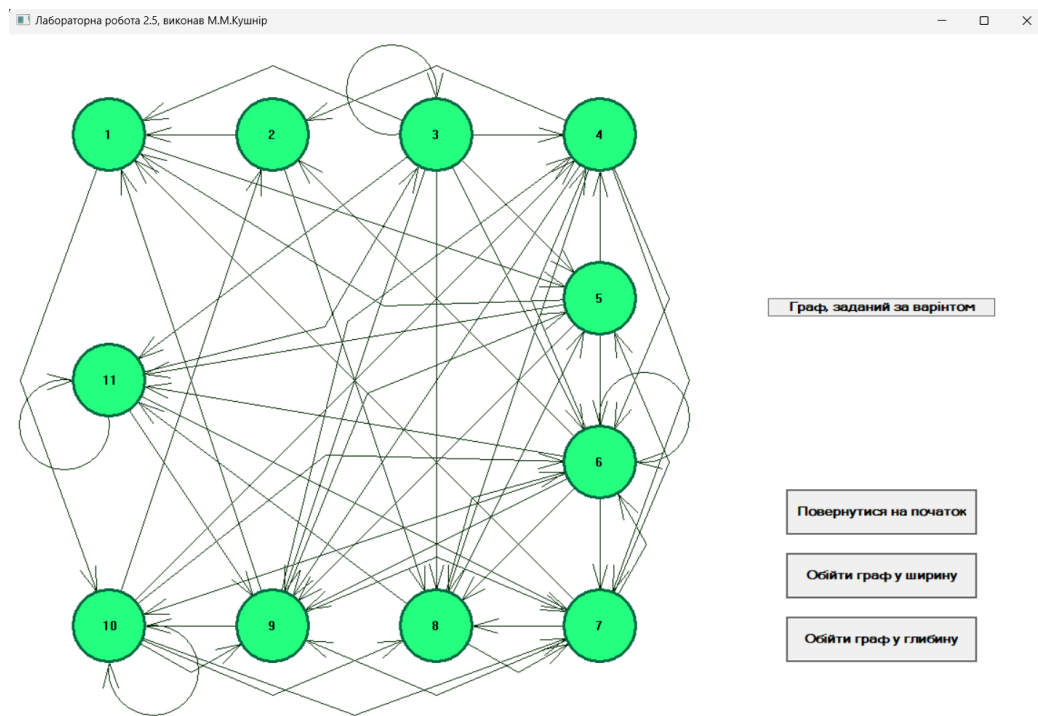 Лабораторна робота 2.5, виконав М.М.Кушнір
1
2
3
4
5
Граф, заданий за варінтом
11
6
Повернутися на початок
Обійти граф у ширину
10
9
8
7
Обійти граф у глибину